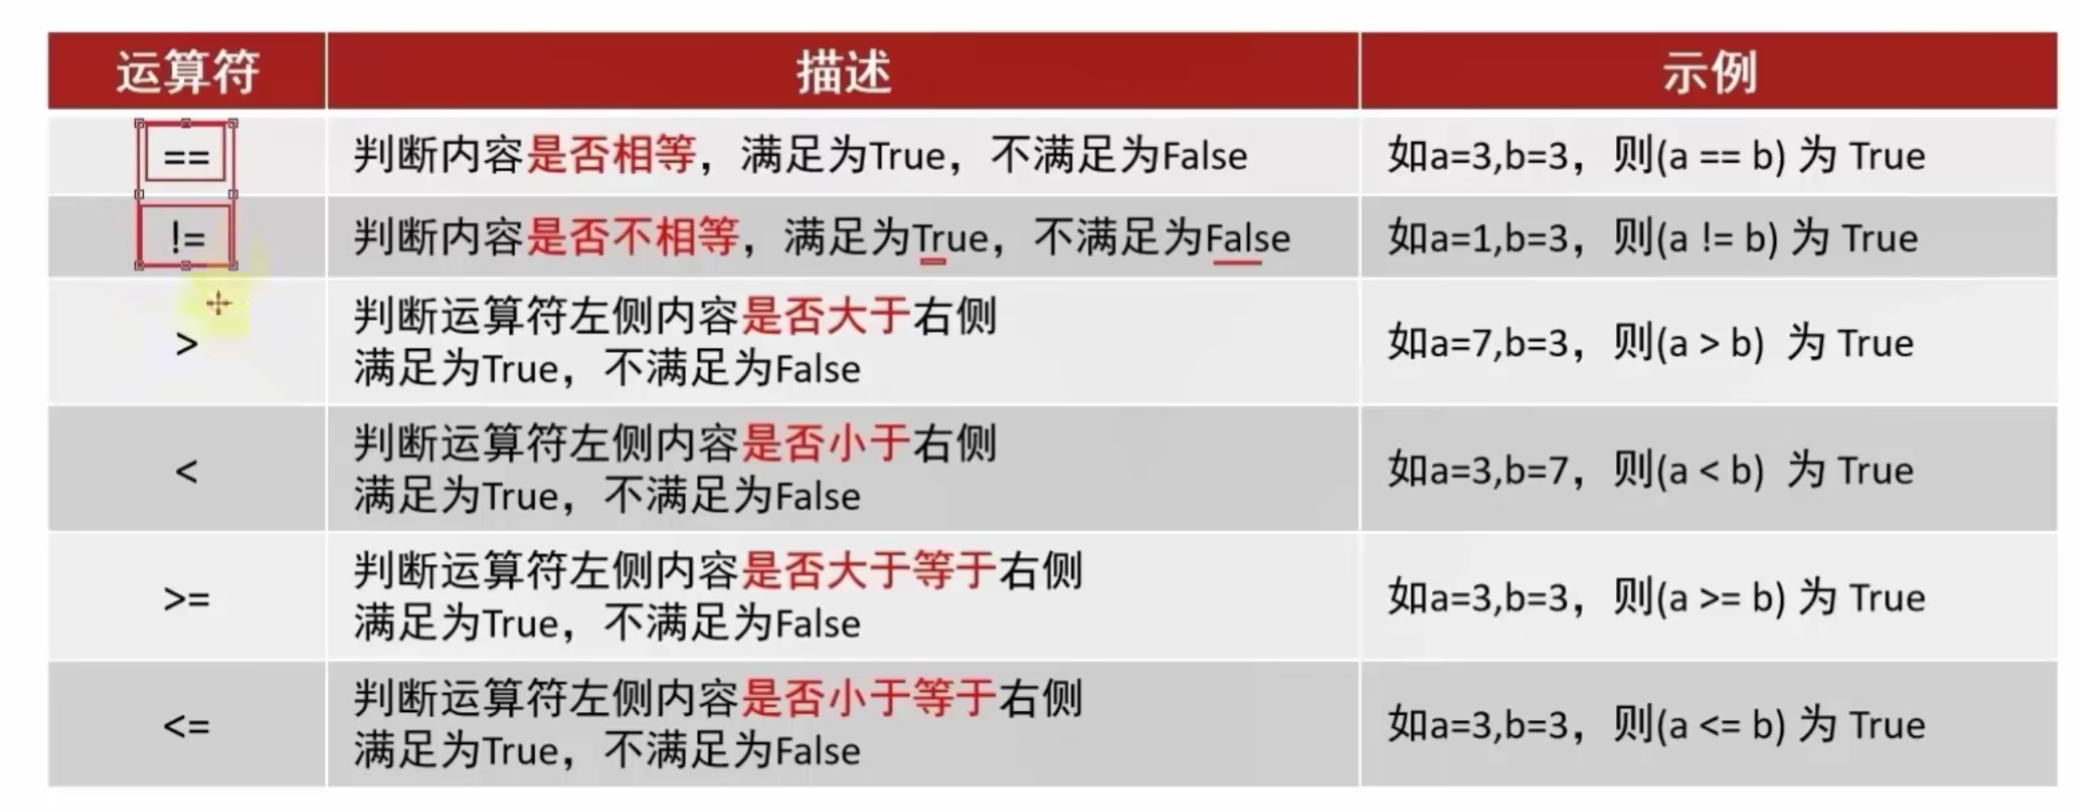 运算符 描述 示例
== 判断内容是否相等，满足为True，不满足为False 如a=3,b=3，则(a == b) 为 True
!= 判断内容是否不相等，满足为True，不满足为False 如a=1,b=3，则(a != b) 为 True
> 判断运算符左侧内容是否大于右侧
满足为True，不满足为False 如a=7,b=3，则(a > b) 为 True
< 判断运算符左侧内容是否小于右侧
满足为True，不满足为False 如a=3,b=7，则(a < b) 为 True
>= 判断运算符左侧内容是否大于等于右侧
满足为True，不满足为False 如a=3,b=3，则(a >= b) 为 True
<= 判断运算符左侧内容是否小于等于右侧
满足为True，不满足为False 如a=3,b=3，则(a <= b) 为 True